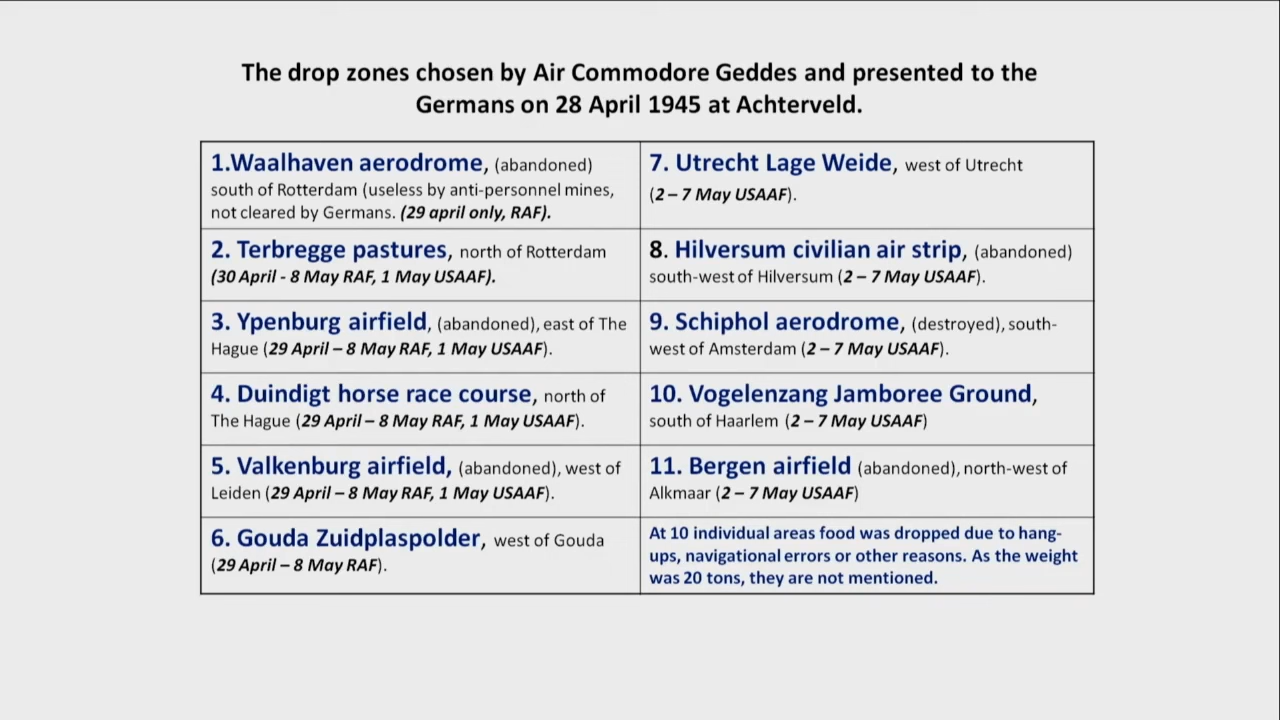 The drop zones chosen by Air Commodore Geddes and presented to the
Germans on 28 April 1945 at Achterveld.
1.Waalhaven aerodrome, (abandoned)
south of Rotterdam (useless by anti-personnel mines,
not cleared by Germans. (29 april only, RAF).
2. Terbregge pastures, north of Rotterdam
(30 April - 8 May RAF, 1 May USAAF).
3. Ypenburg airfield, (abandoned), east of The
Hague (29 April – 8 May RAF, 1 May USAAF).
4. Duindigt horse race course, north of
The Hague (29 April – 8 May RAF, 1 May USAAF).
5. Valkenburg airfield, (abandoned), west of
Leiden (29 April – 8 May RAF, 1 May USAAF).
6. Gouda Zuidplaspolder, west of Gouda
(29 April – 8 May RAF).
7. Utrecht Lage Weide, west of Utrecht
(2 – 7 May USAAF).
8. Hilversum civilian air strip, (abandoned)
south-west of Hilversum (2 – 7 May USAAF).
9. Schiphol aerodrome, (destroyed), south-
west of Amsterdam (2 – 7 May USAAF).
10. Vogelenzang Jamboree Ground,
south of Haarlem (2 – 7 May USAAF)
11. Bergen airfield (abandoned), north-west of
Alkmaar (2 – 7 May USAAF)
At 10 individual areas food was dropped due to hang-
ups, navigational errors or other reasons. As the weight
was 20 tons, they are not mentioned.